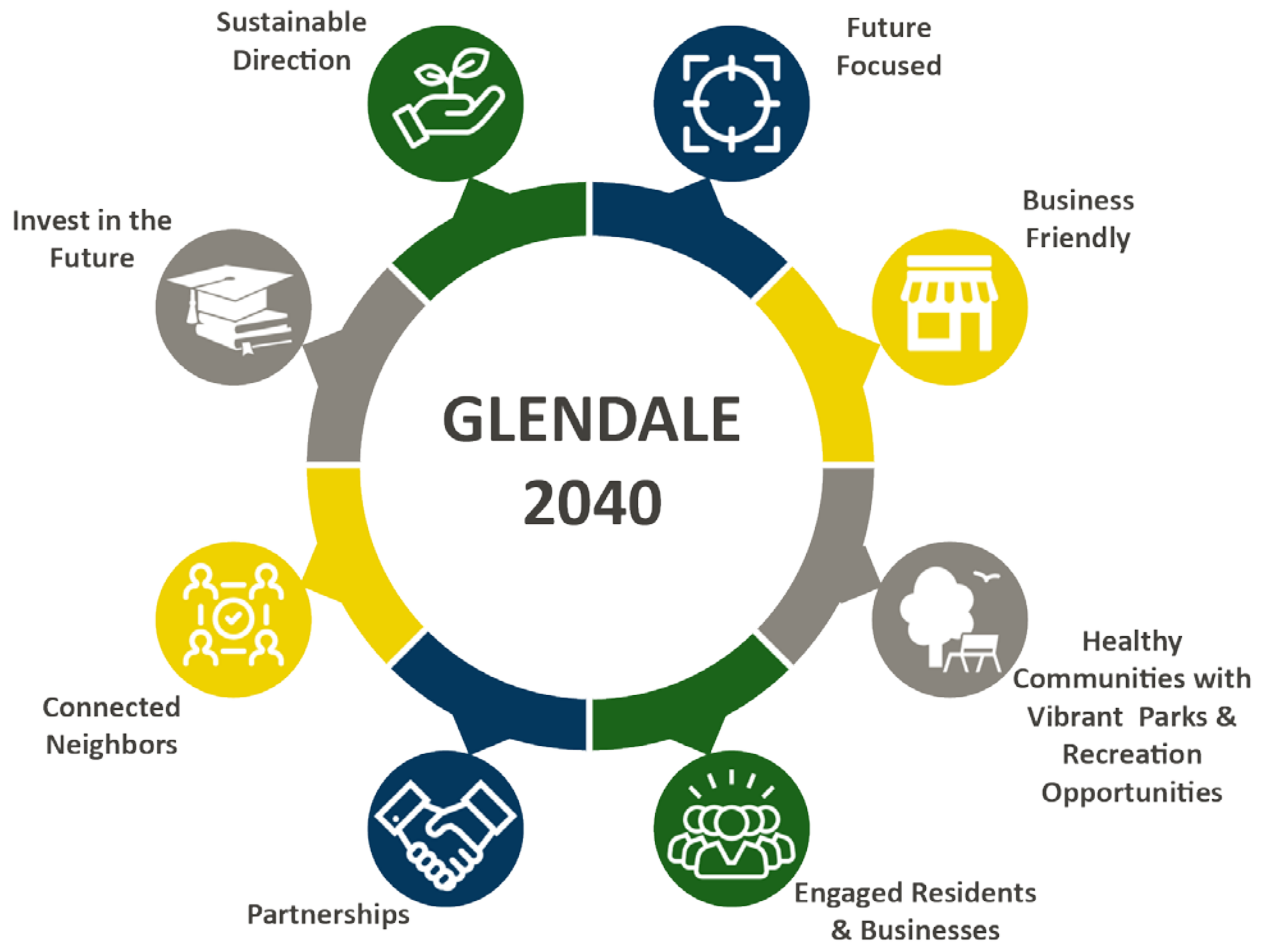 Sustainable
Direction
Future
Focused
Invest in the
Future
Business
Friendly
GLENDALE
2040
Connected
Neighbors
Healthy
Communities with
Vibrant Parks &
Recreation
Opportunities
Partnerships
Engaged Residents
& Businesses